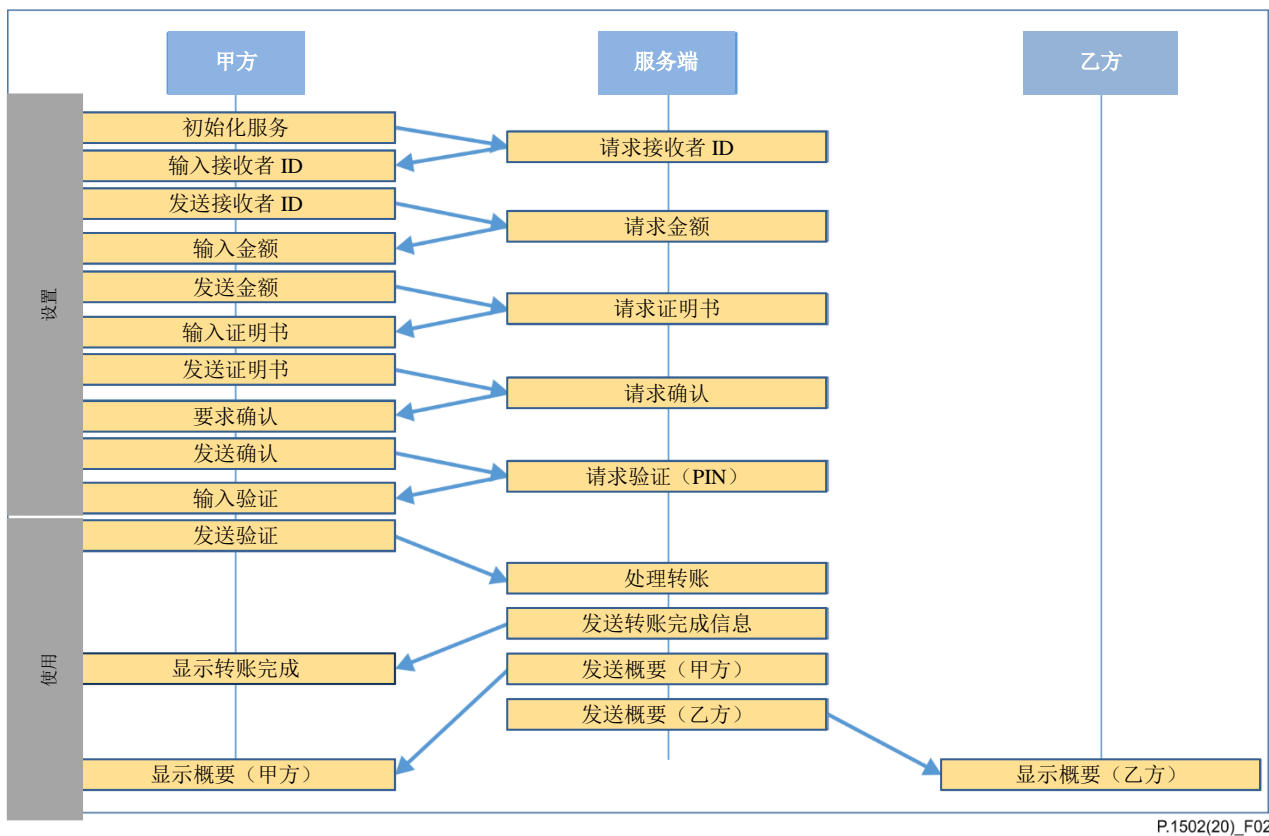 甲方
服务端
乙方
设置
初始化服务
请求接收者 ID
输入接收者 ID
发送接收者 ID
请求金额
输入金额
发送金额
请求证明书
输入证明书
发送证明书
请求确认
要求确认
发送确认
请求验证（PIN）
输入验证
使用
发送验证
处理转账
发送转账完成信息
显示转账完成
发送概要（甲方）
发送概要（乙方）
显示概要（甲方）
显示概要（乙方）
P.1502(20)_F02